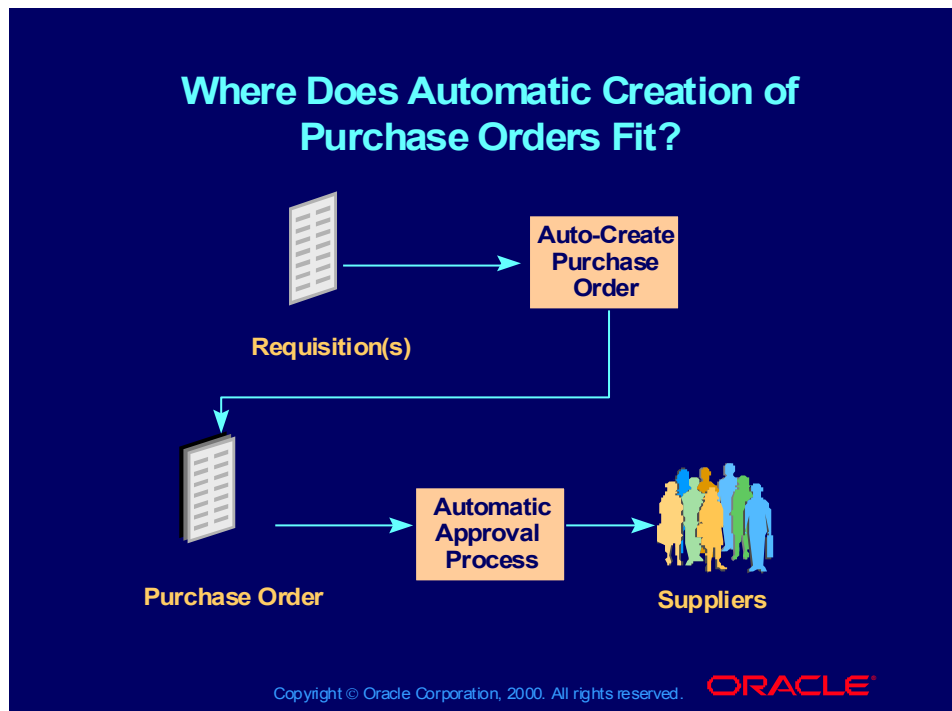 Where Does Automatic Creation of
Purchase Orders Fit?
Auto-Create
Purchase
Order
Requisition(s)
Automatic
Approval
Process
Purchase Order
Suppliers
Copyright © Oracle Corporation, 2000. All rights reserved.
ORACLE®